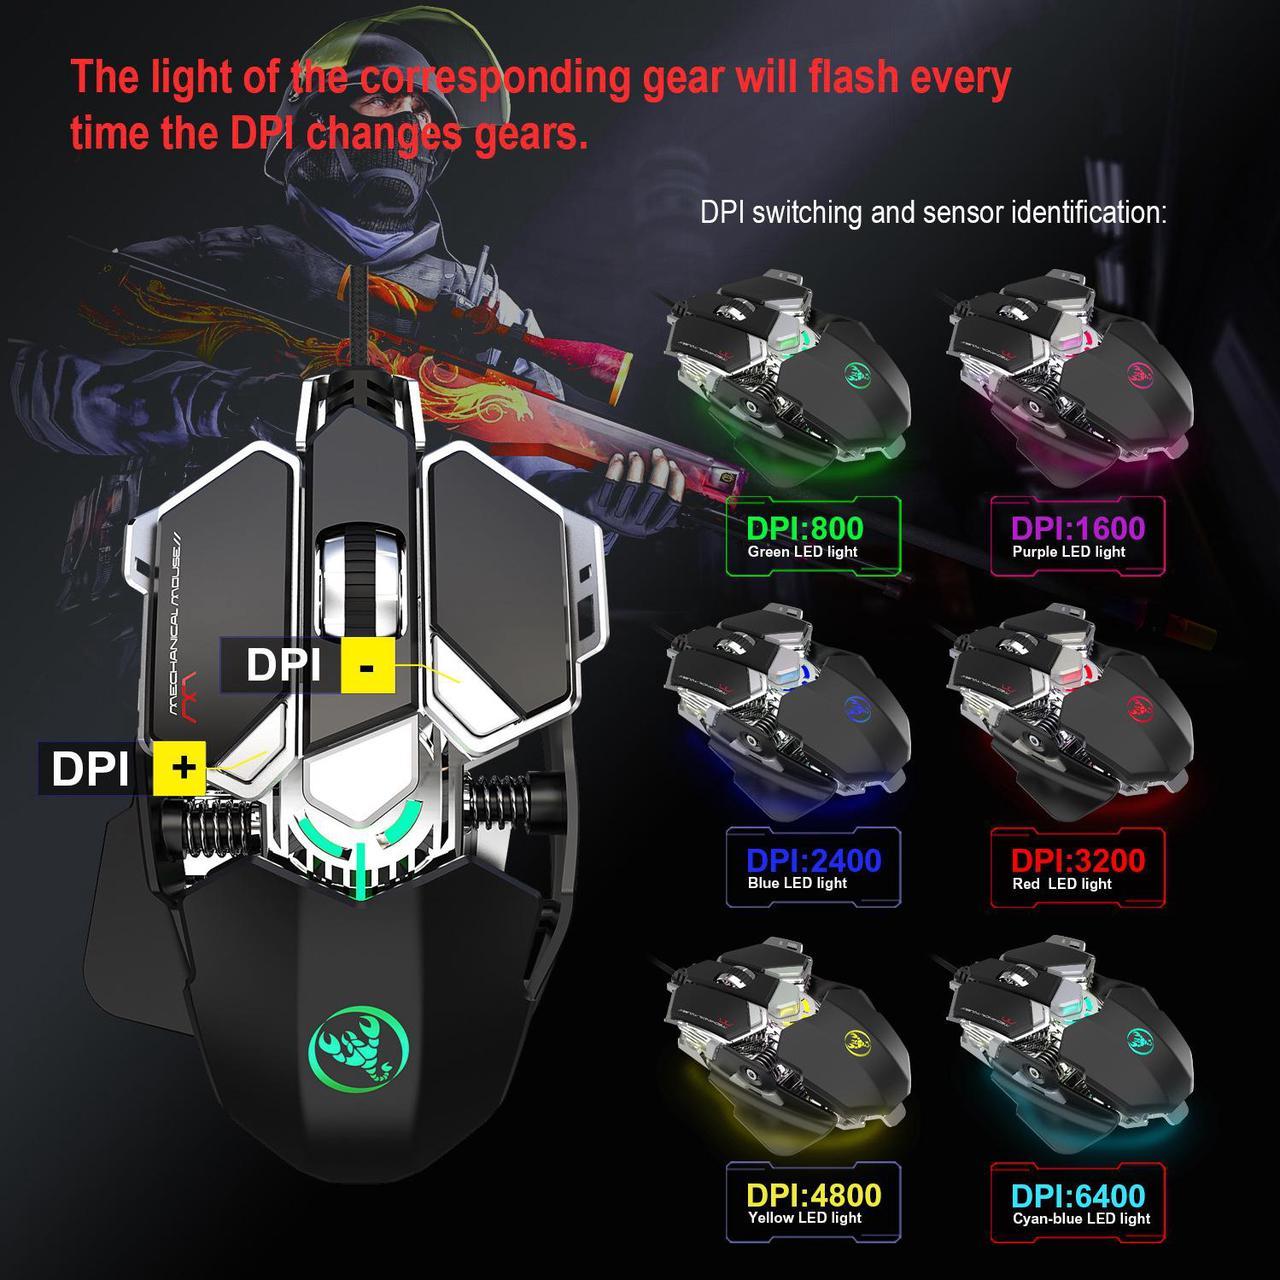 The light of the corresponding gear will flash every
time the DPI changes gears.
DPI switching and sensor identification:
MECHANICAL MOUSE//
DPI -
DPI +
DPI:800
Green LED light
DPI:1600
Purple LED light
DPI:2400
Blue LED light
DPI:3200
Red LED light
DPI:4800
Yellow LED light
DPI:6400
Cyan-blue LED light